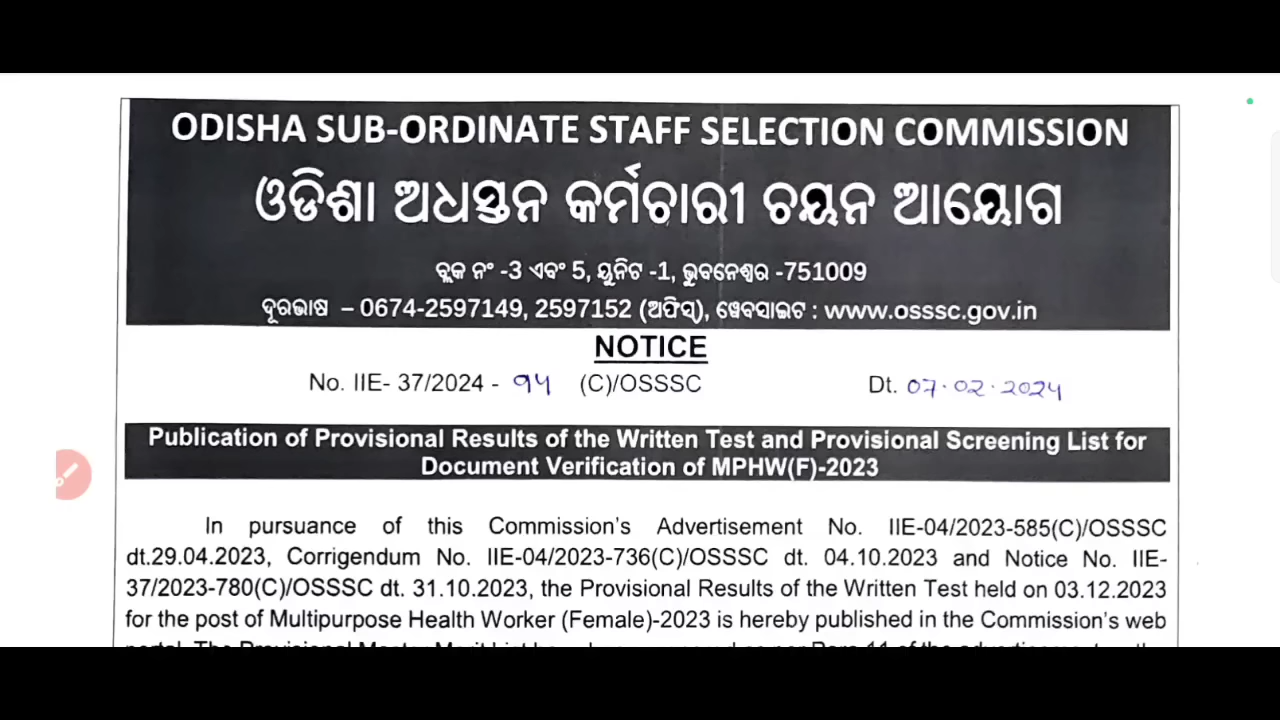 ODISHA SUB-ORDINATE STAFF SELECTION COMMISSION
ଓଡିଶା ଅଧସ୍ତନ କର୍ମଚାରୀ ଚୟନ ଆୟୋଗ
ବ୍ଲକ ନଂ -3 ଏବଂ 5, ୟୁନିଟ -1, ଭୁବନେଶ୍ୱର -751009
ଦୂରଭାଷ – 0674-2597149, 2597152 (ଅଫିସ୍), ୱେବସାଇଟ : www.osssc.gov.in
NOTICE
No. IIE- 37/2024 - 94 (C)/OSSSC Dt. 07.02.2024
Publication of Provisional Results of the Written Test and Provisional Screening List for
Document Verification of MPHW(F)-2023
In pursuance of this Commission's Advertisement No. IIE-04/2023-585(C)/OSSSC
dt.29.04.2023, Corrigendum No. IIE-04/2023-736(C)/OSSSC dt. 04.10.2023 and Notice No. IIE-
37/2023-780(C)/OSSSC dt. 31.10.2023, the Provisional Results of the Written Test held on 03.12.2023
for the post of Multipurpose Health Worker (Female)-2023 is hereby published in the Commission's web